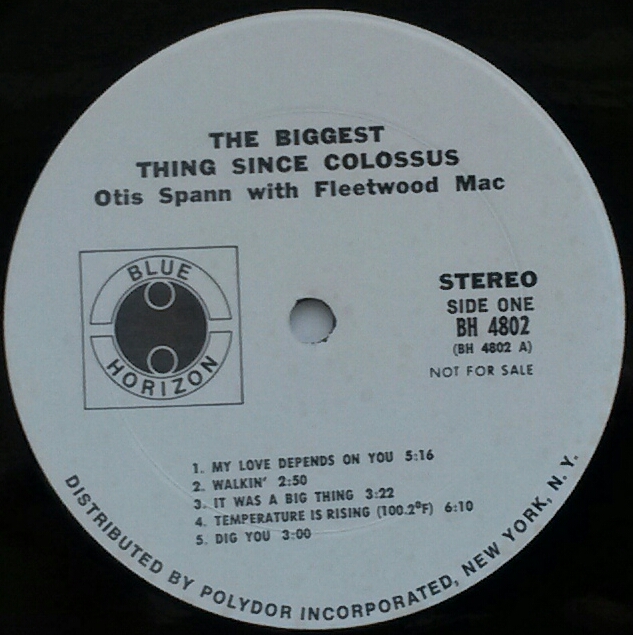 THE BIGGEST
THING SINCE COLOSSUS
Otis Spann with Fleetwood Mac
BLUE
HORIZON
STEREO
SIDE ONE
BH 4802
(BH 4802 A)
NOT FOR SALE
1. MY LOVE DEPENDS ON YOU 5:16
2. WALKIN' 2:50
3. IT WAS A BIG THING 3:22
4. TEMPERATURE IS RISING (100.2°F) 6:10
5. DIG YOU 3:00
DISTRIBUTED BY POLYDOR INCORPORATED, NEW YORK, N.Y.